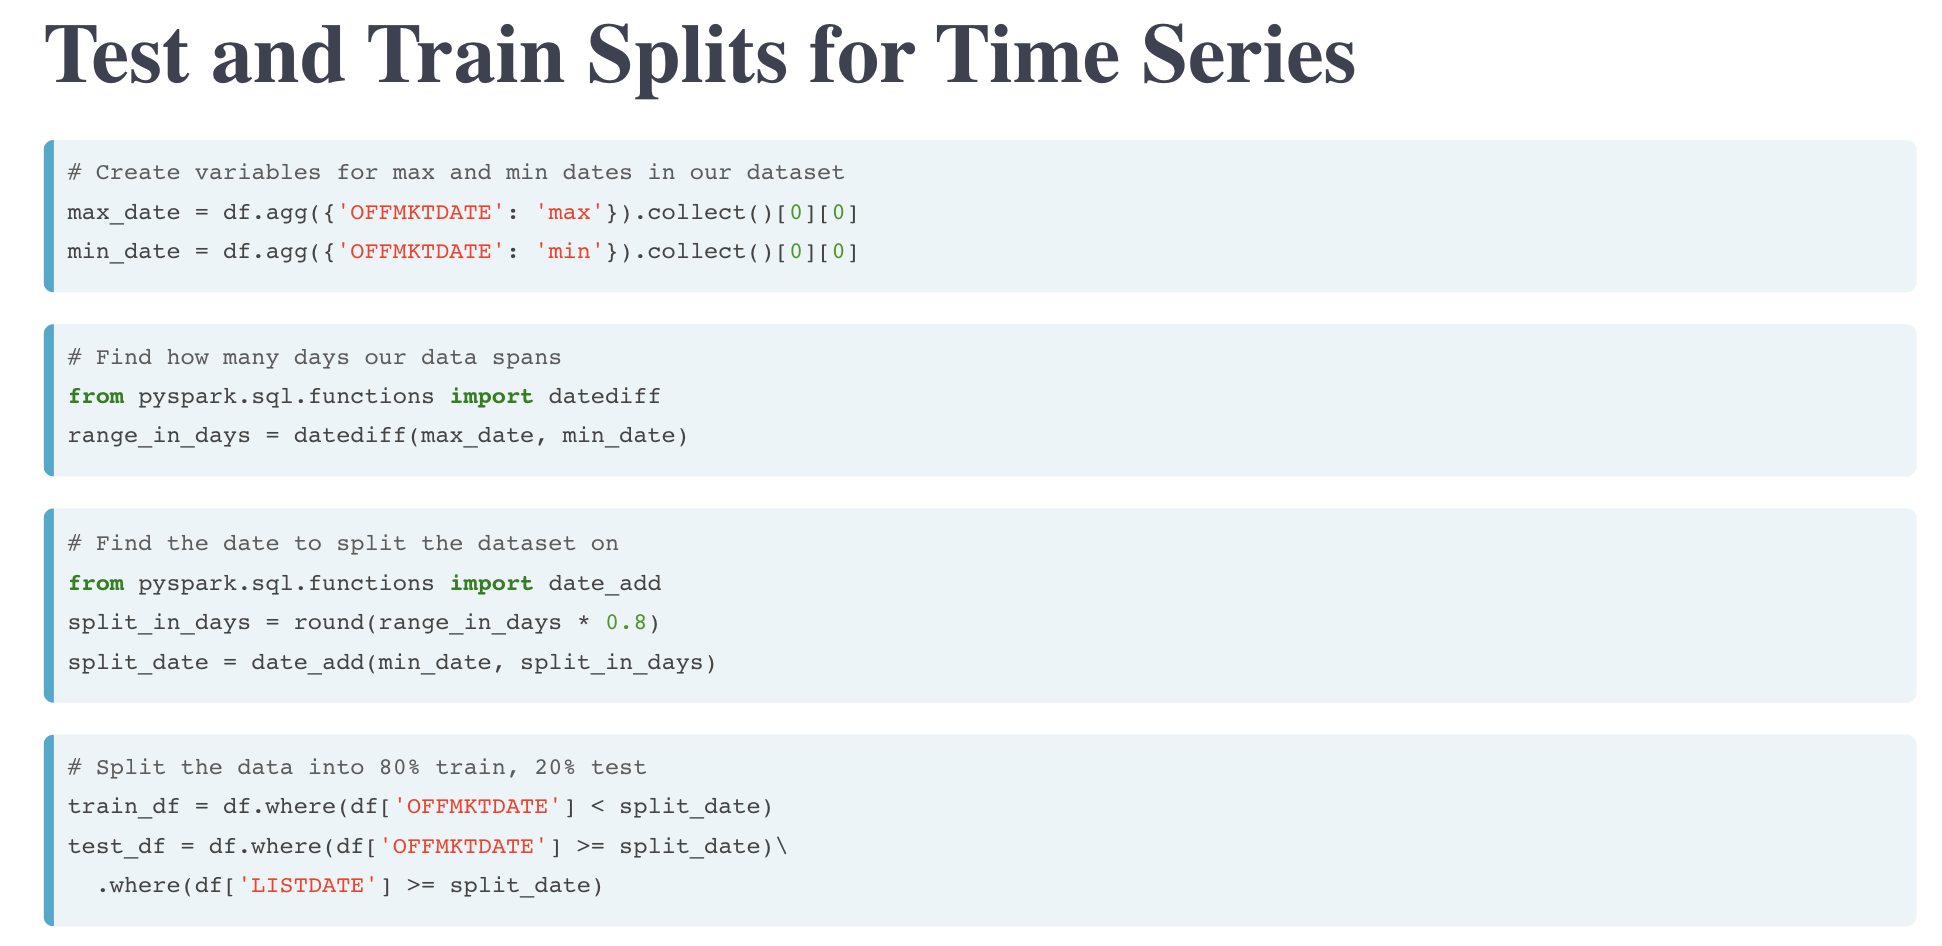 Test and Train Splits for Time Series
# Create variables for max and min dates in our dataset
max_date = df.agg({'OFFMKTDATE': 'max'}).collect()[0][0]
min_date = df.agg({'OFFMKTDATE': 'min'}).collect()[0][0]
# Find how many days our data spans
from pyspark.sql.functions import datediff
range_in_days = datediff(max_date, min_date)
# Find the date to split the dataset on
from pyspark.sql.functions import date_add
split_in_days = round(range_in_days * 0.8)
split_date = date_add(min_date, split_in_days)
# Split the data into 80% train, 20% test
train_df = df.where(df['OFFMKTDATE'] < split_date)
test_df = df.where(df['OFFMKTDATE'] >= split_date)\
  .where(df['LISTDATE'] >= split_date)